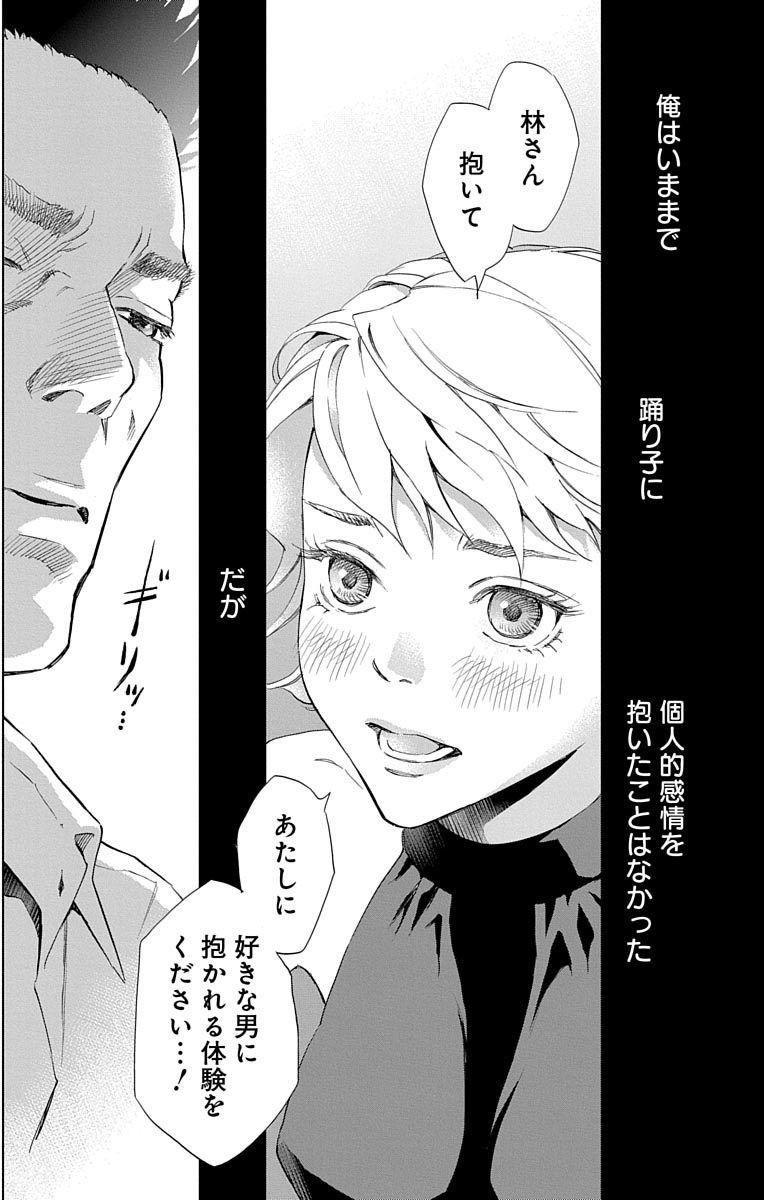 俺はいままで
踊り子に
個人的感情を
抱いたことはなかった
林さん
抱いて
あたしに
好きな男に
抱かれる体験を
ください…！
だが
ギシッ…